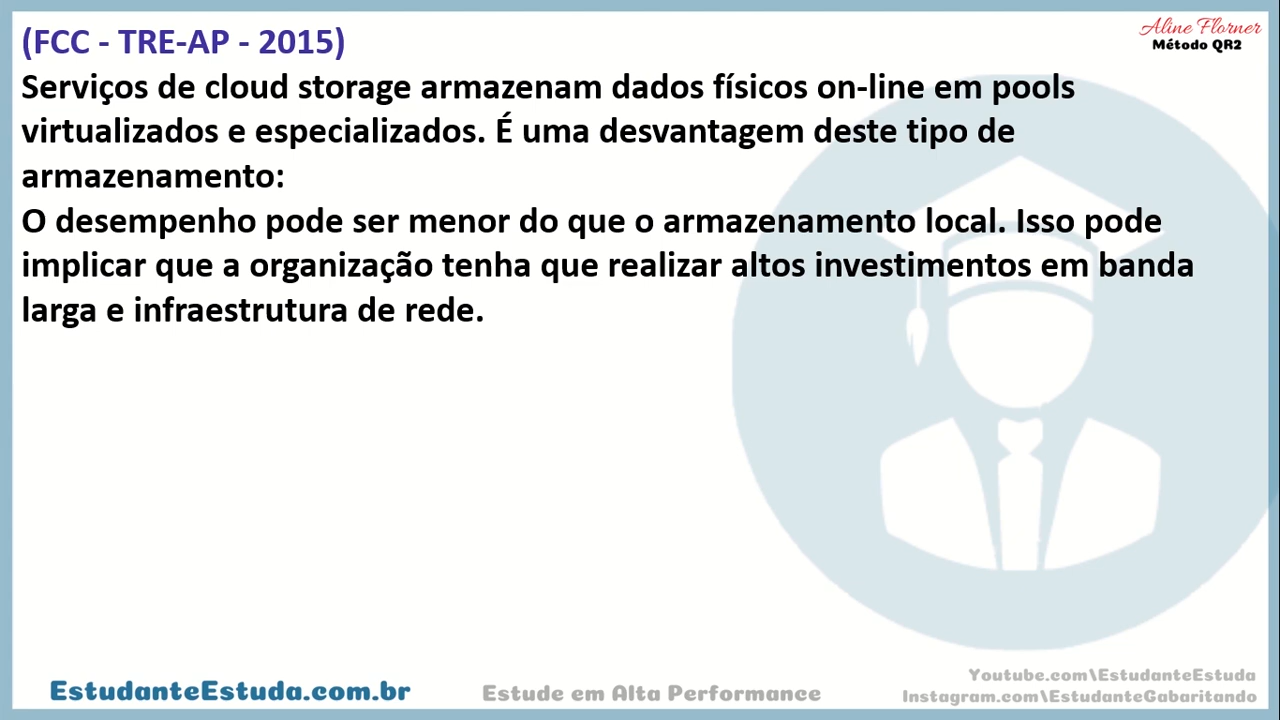 (FCC - TRE-AP - 2015)
Aline Florner
Método QR2
Serviços de cloud storage armazenam dados físicos on-line em pools
virtualizados e especializados. É uma desvantagem deste tipo de
armazenamento:
O desempenho pode ser menor do que o armazenamento local. Isso pode
implicar que a organização tenha que realizar altos investimentos em banda
larga e infraestrutura de rede.
EstudanteEstuda.com.br
Estude em Alta Performance
Youtube.com\EstudanteEstuda
Instagram.com\EstudanteGabaritando